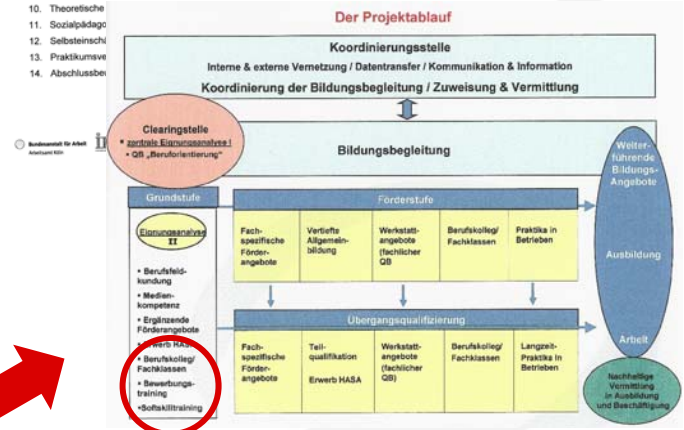 10. Theoretische
11. Sozialpädago
12. Selbsteinschä
13. Praktikumsve
14. Abschlussbe
Bundesanstalt für Arbeit
Arbeitsamt Köln
Der Projektablauf
Koordinierungsstelle
Interne & externe Vernetzung / Datentransfer / Kommunikation & Information
Koordinierung der Bildungsbegleitung / Zuweisung & Vermittlung
Clearingstelle
• zentrale Eignungsanalyse I
• QB „Beruforientierung“
Bildungsbegleitung
Weiter-
führende
Bildungs-
Angebote
Ausbildung
Arbeit
Nachhaltige
Vermittlung
in Ausbildung
und Beschäftigung
Grundstufe
Eignungsanalyse
II
• Berufsfeld-
kundung
• Medien-
kompetenz
• Ergänzende
Förderangebote
• Erwerb HASA
• Berufskolleg/
Fachklassen
• Bewerbungs-
training
•Softskilltraining
Förderstufe
Fach-
spezifische
Förder-
angebote
Vertiefte
Allgemein-
bildung
Werkstatt-
angebote
(fachlicher
QB
Berufskolleg/
Fachklassen
Praktika in
Betrieben
Übergangsqualifizierung
Fach-
spezifische
Förder-
angebote
Teil-
qualifikation
Erwerb HASA
Werkstatt-
angebote
(fachlicher
QB)
Berufskolleg/
Fachklassen
Langzeit-
Praktika in
Betrieben